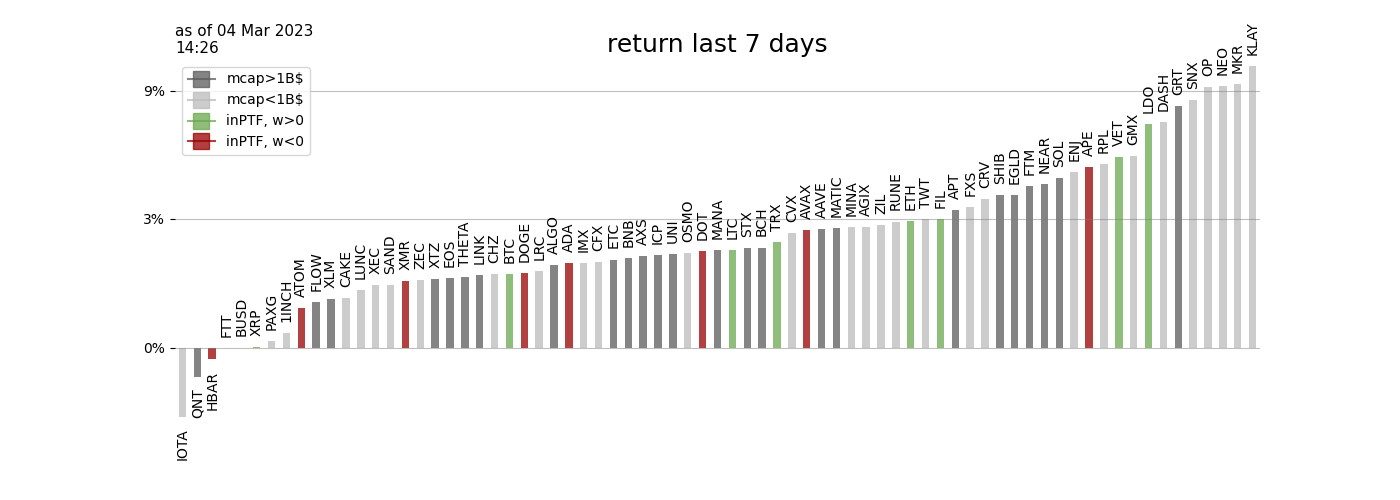 as of 04 Mar 2023
14:26
return last 7 days
mcap>1B$
mcap<1B$
inPTF, w>0
inPTF, w<0
9%
3%
0%
IOTA
QNT
HBAR
FTT
BUSD
XRP
PAXG
1INCH
ATOM
FLOW
XLM
CAKE
LUNC
XEC
SAND
XMR
ZEC
XTZ
EOS
THETA
LINK
CHZ
BTC
DOGE
LRC
ALGO
ADA
IMX
CFX
ETC
BNB
AXS
ICP
UNI
OSMO
DOT
MANA
LTC
STX
BCH
TRX
CVX
AVAX
AAVE
MATIC
MINA
AGIX
ZIL
RUNE
ETH
TWT
FIL
APT
FXS
CRV
SHIB
EGLD
FTM
NEAR
SOL
ENJ
APE
RPL
VET
GMX
LDO
DASH
GRT
SNX
OP
NEO
MKR
KLAY